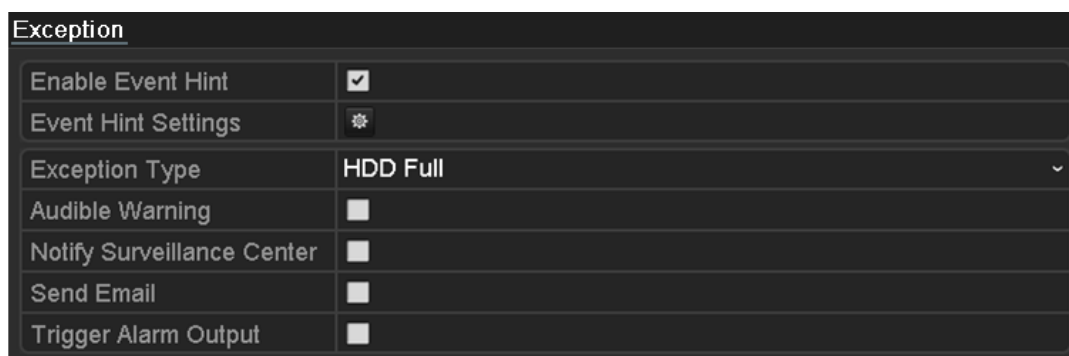 Exception
Enable Event Hint
Event Hint Settings
Exception Type HDD Full
Audible Warning
Notify Surveillance Center
Send Email
Trigger Alarm Output